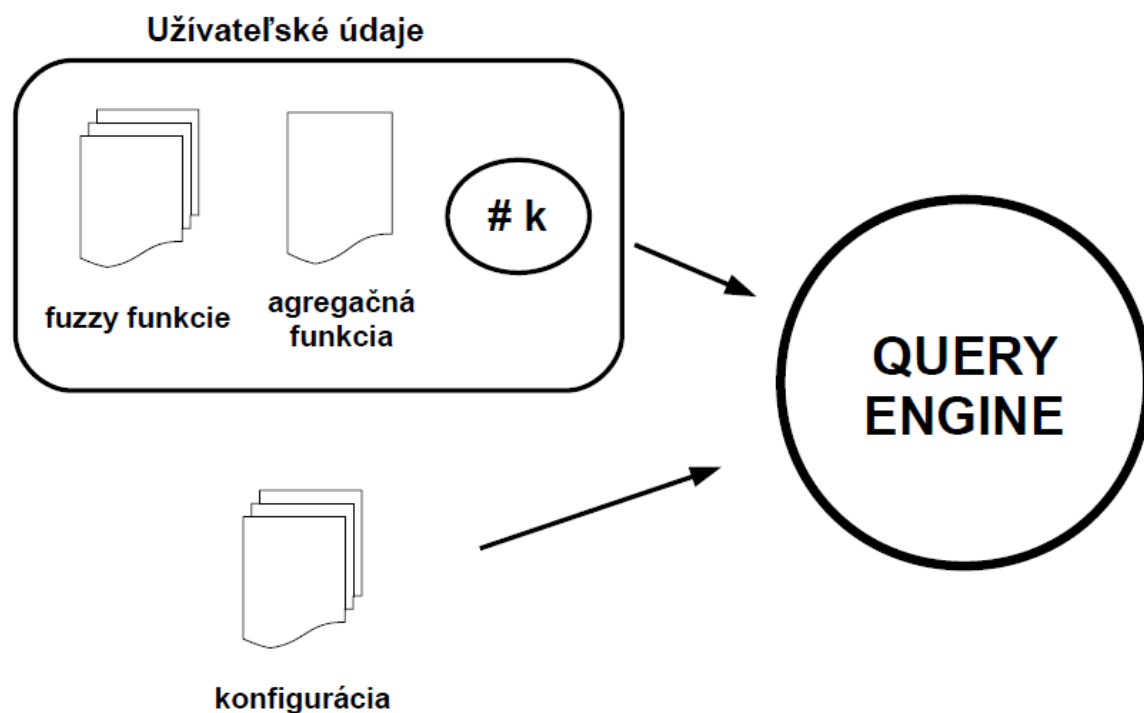 Užívateľské údaje
fuzzy funkcie
agregačná
funkcia
# k
QUERY
ENGINE
konfigurácia